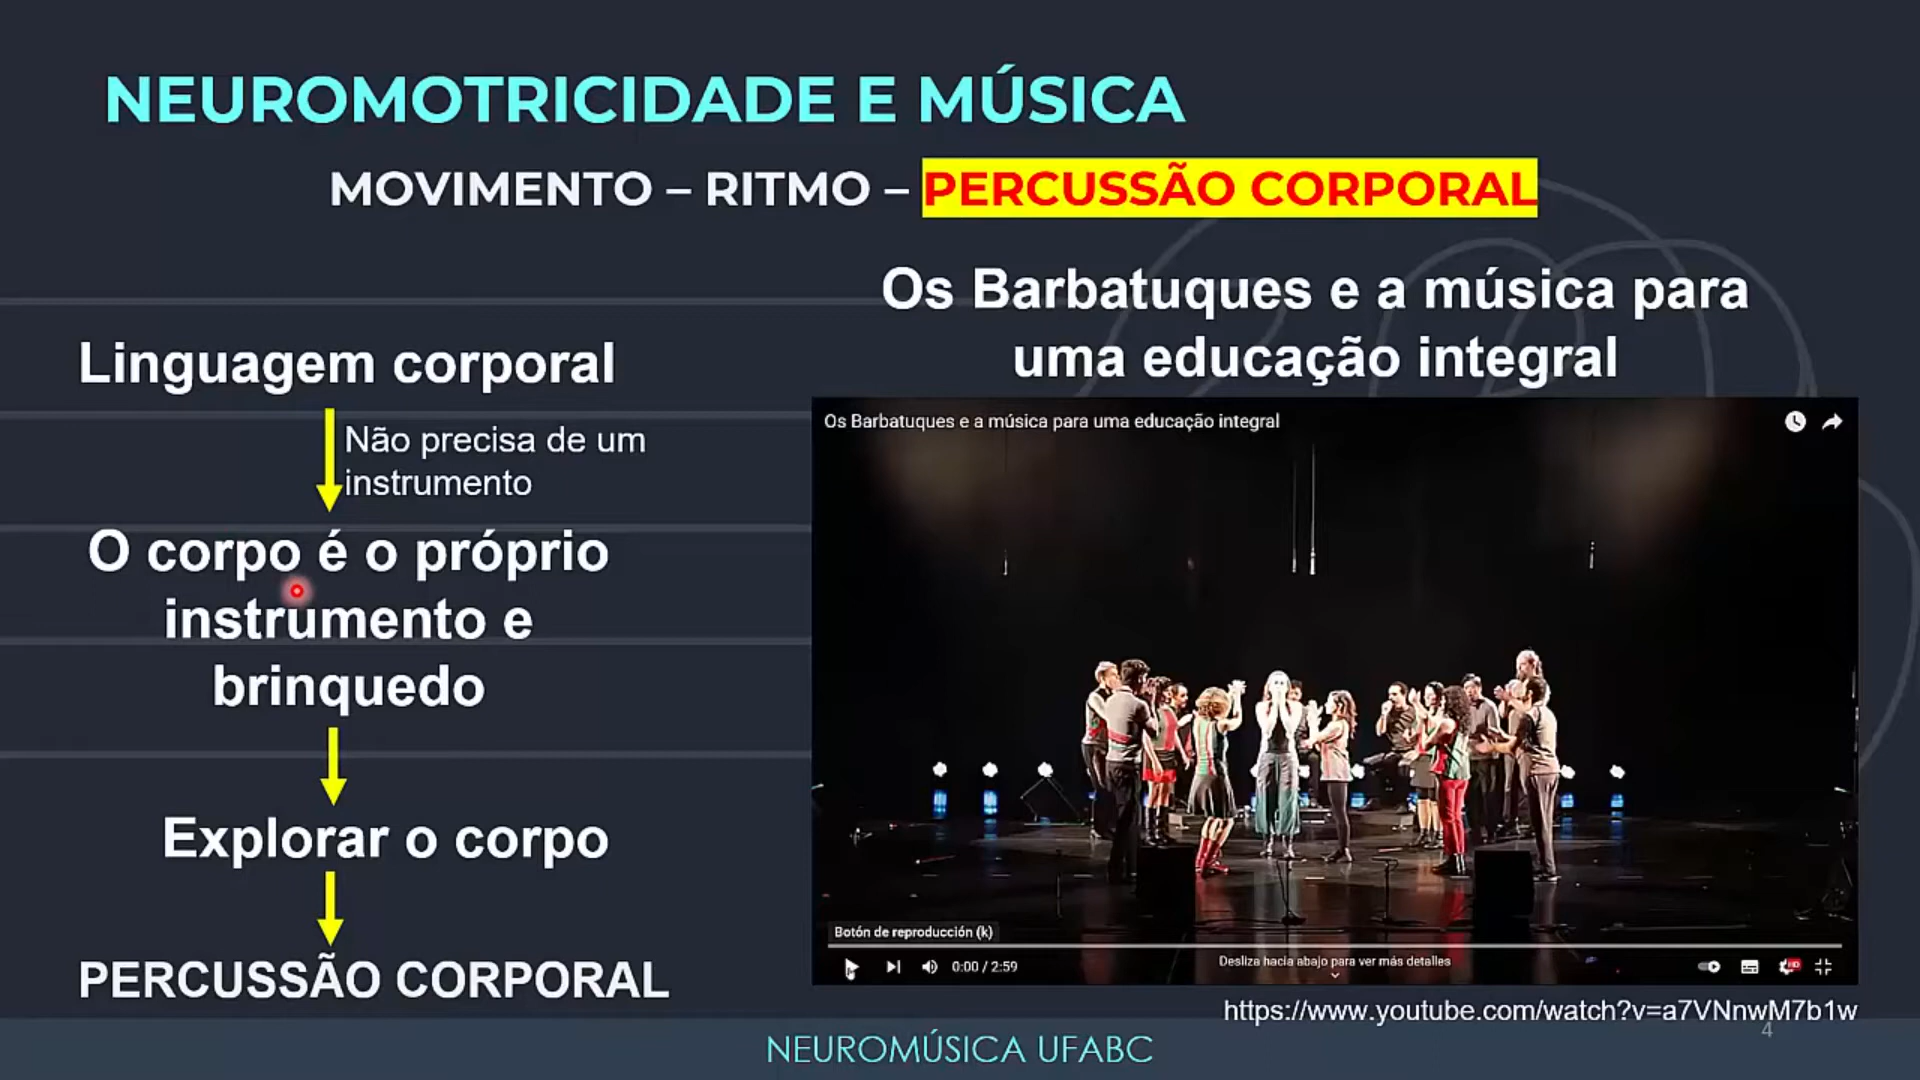 NEUROMOTRICIDADE E MÚSICA
MOVIMENTO – RITMO – PERCUSSÃO CORPORAL
Linguagem corporal
Não precisa de um
instrumento
O corpo é o próprio
instrumento e
brinquedo
Explorar o corpo
PERCUSSÃO CORPORAL
Os Barbatuques e a música para
uma educação integral
Os Barbatuques e a música para uma educação integral
Botón de reproducción (k)
0:00 / 2:59
Desliza hacia abajo para ver más detalles
HD
https://www.youtube.com/watch?v=a7VNnwM7b1w
4
NEUROMÚSICA UFABC